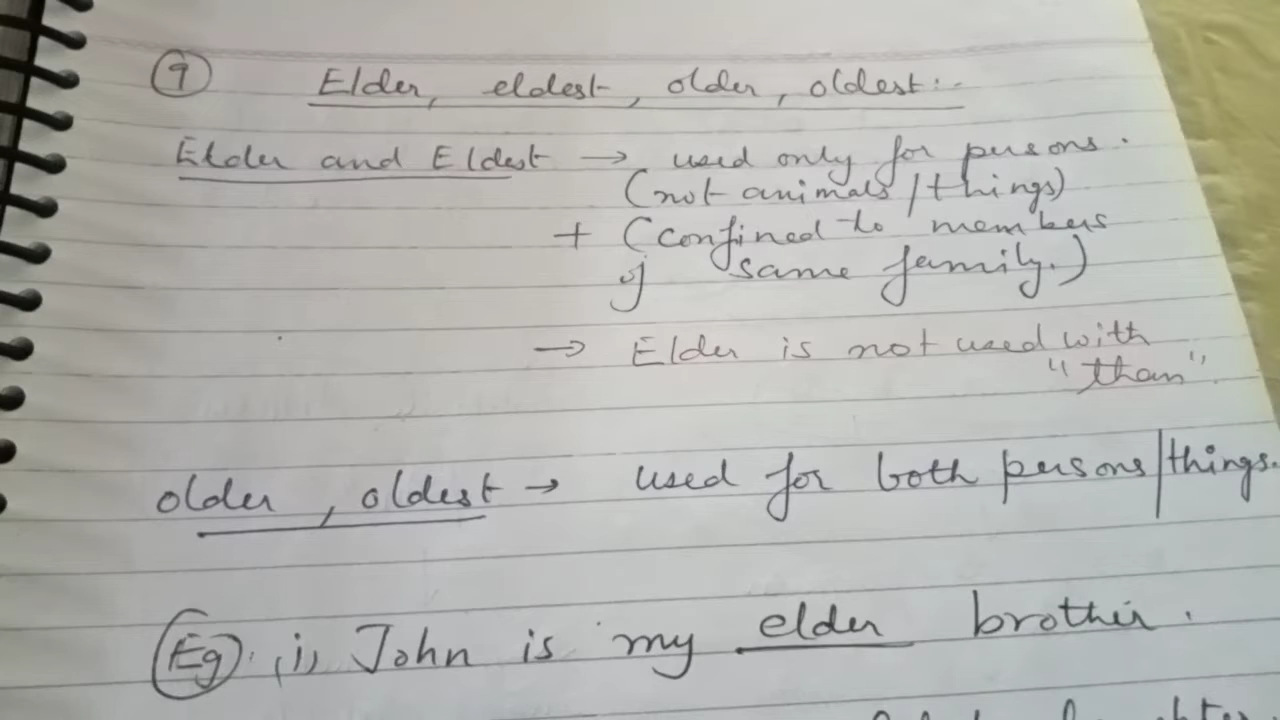 9 Elder, eldest, older, oldest:-
Elder and Eldest → used only for persons.
(not animals/things)
+ (confined to members
of same family.)
→ Elder is not used with
"than".
older, oldest → used for both persons/things.
Eg. (i) John is my elder brother.